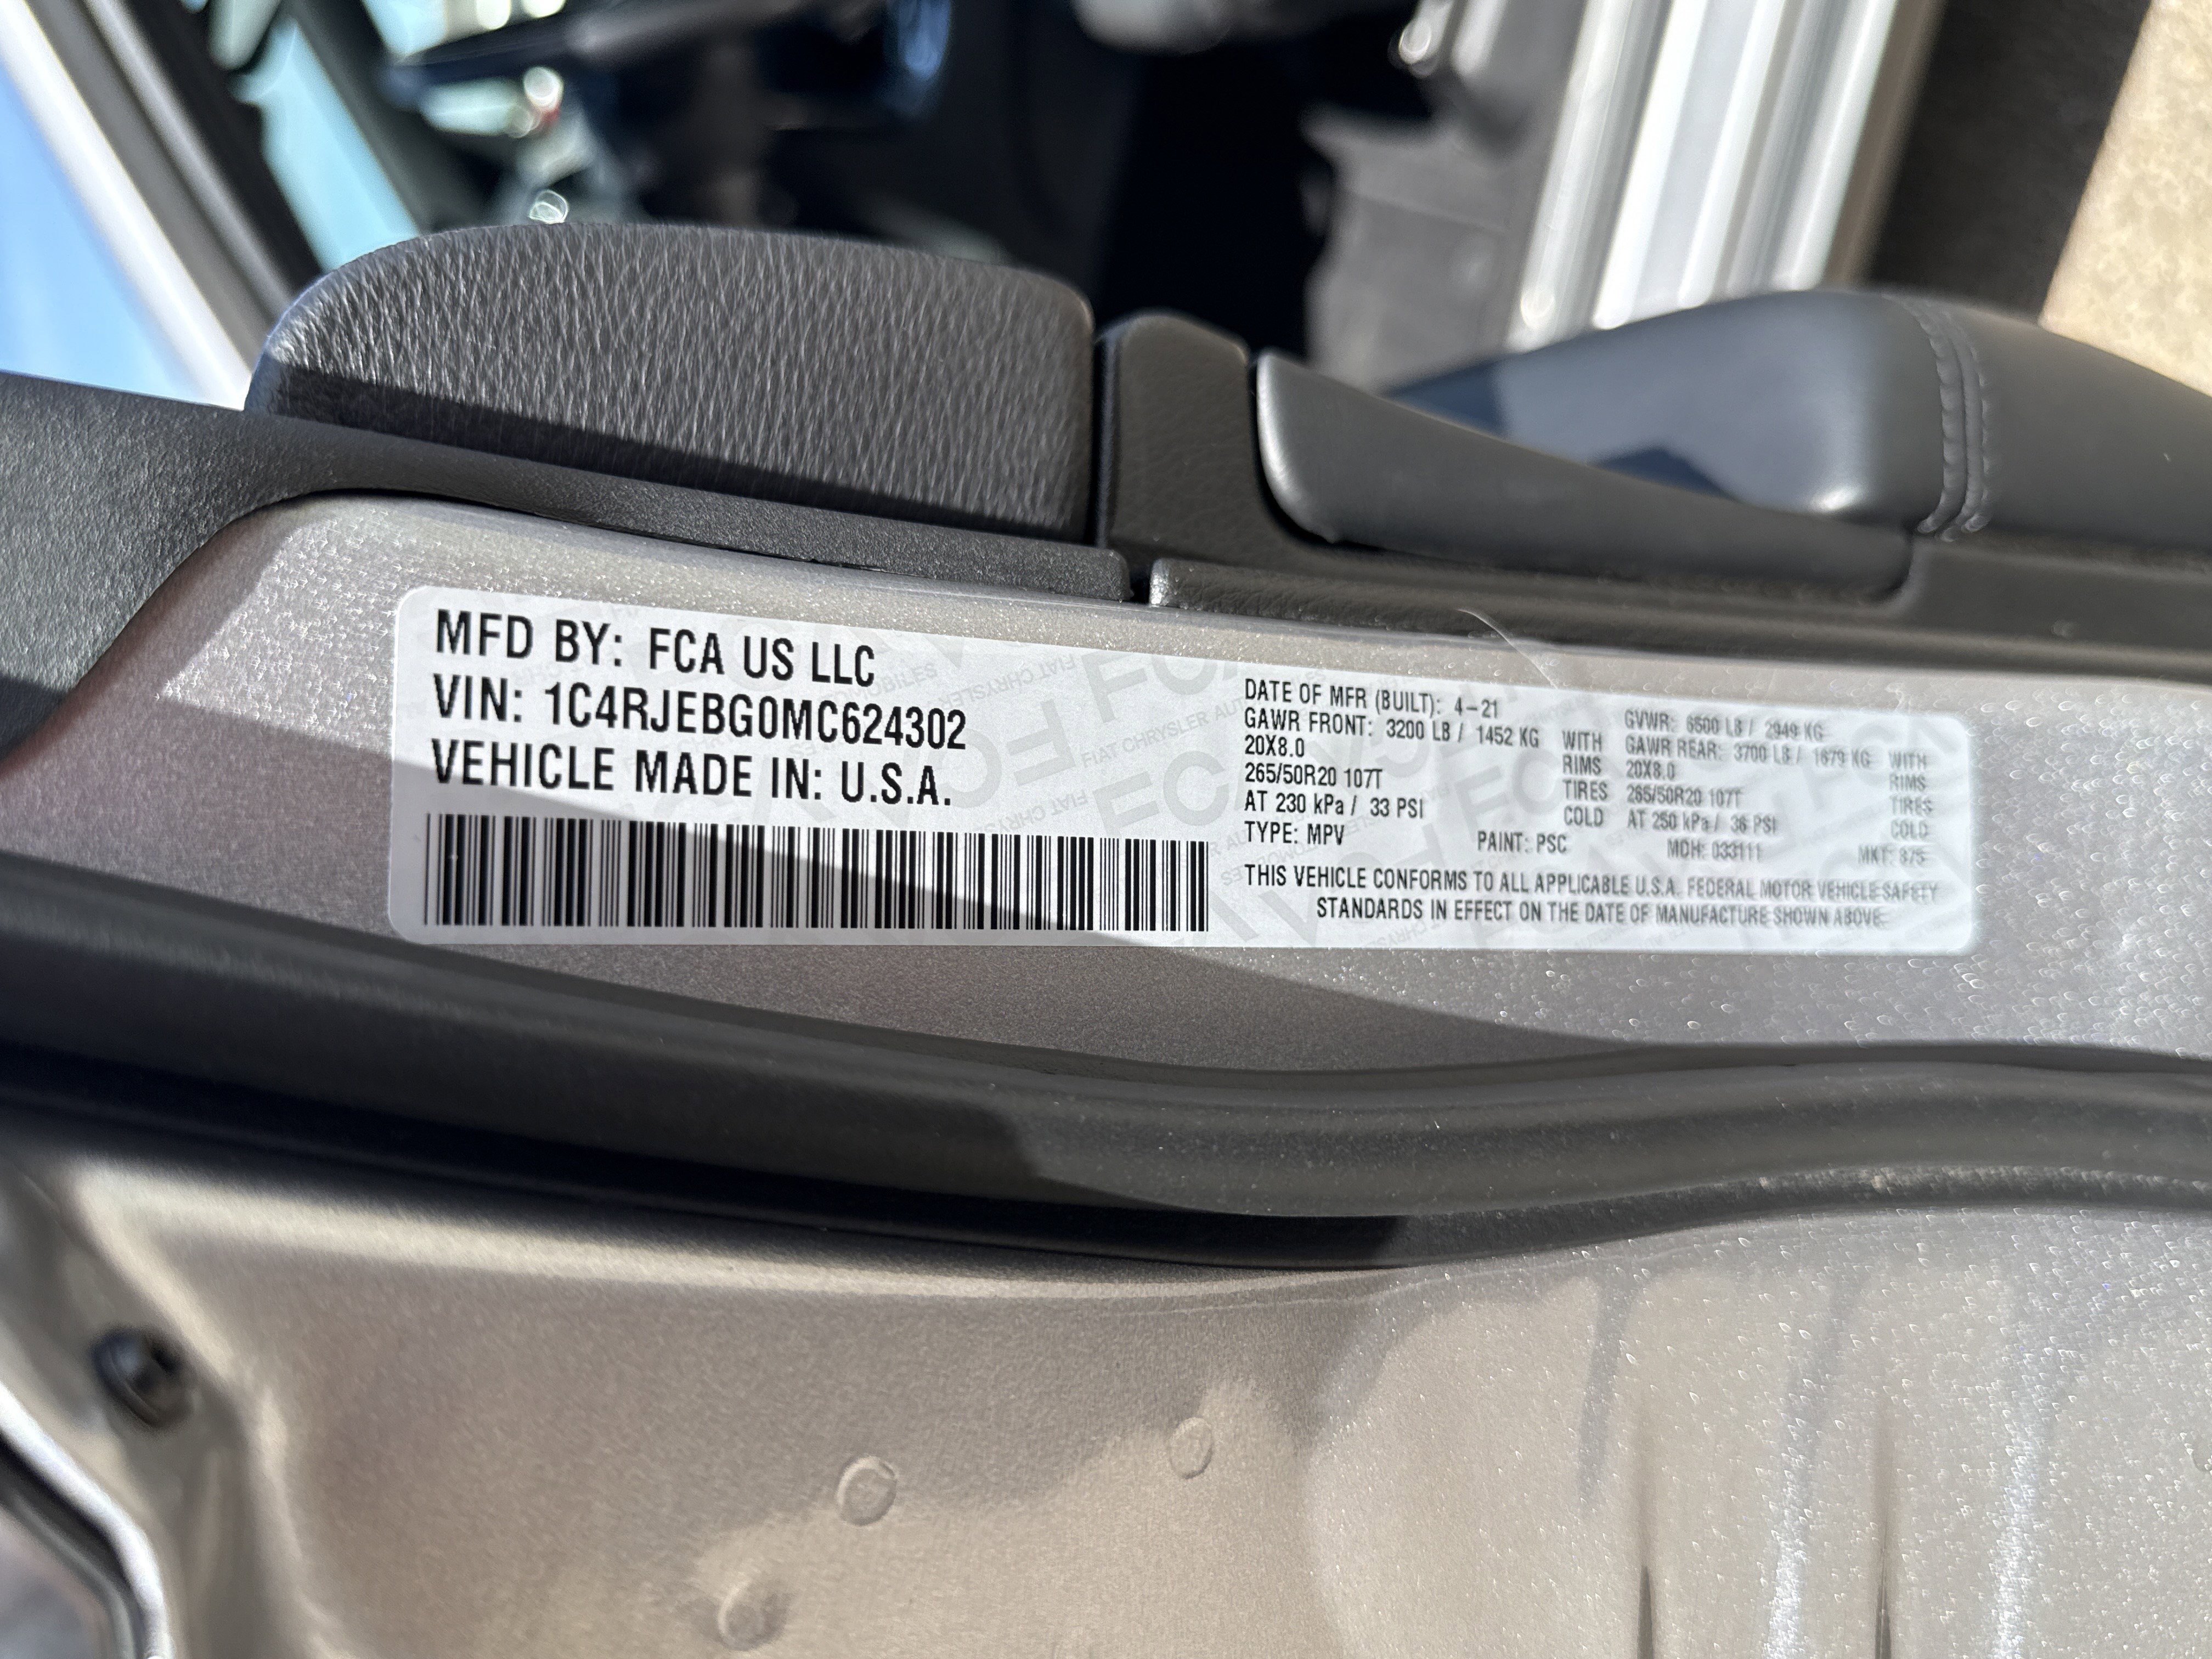 MFD BY: FCA US LLC
VIN: 1C4RJEBG0MC624302
VEHICLE MADE IN: U.S.A.
DATE OF MFR (BUILT): 4-21 GVWR: 6500 LB / 2949 KG
GAWR FRONT: 3200 LB / 1452 KG WITH GAWR REAR: 3700 LB / 1679 KG WITH
20X8.0 RIMS 20X8.0 RIMS
265/50R20 107T TIRES 265/50R20 107T TIRES
AT 230 kPa / 33 PSI COLD AT 250 kPa / 36 PSI COLD
TYPE: MPV PAINT: PSC MDH: 033111 MKT: 875
THIS VEHICLE CONFORMS TO ALL APPLICABLE U.S.A. FEDERAL MOTOR VEHICLE SAFETY
STANDARDS IN EFFECT ON THE DATE OF MANUFACTURE SHOWN ABOVE.